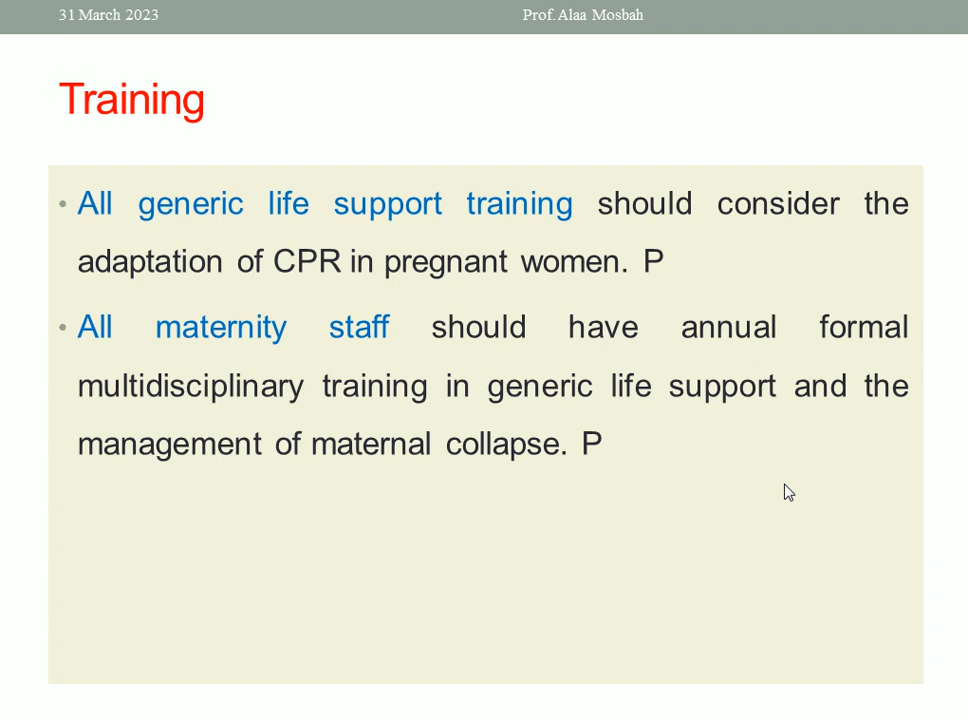 31 March 2023 Prof. Alaa Mosbah
Training
• All generic life support training should consider the
adaptation of CPR in pregnant women. P
• All maternity staff should have annual formal
multidisciplinary training in generic life support and the
management of maternal collapse. P